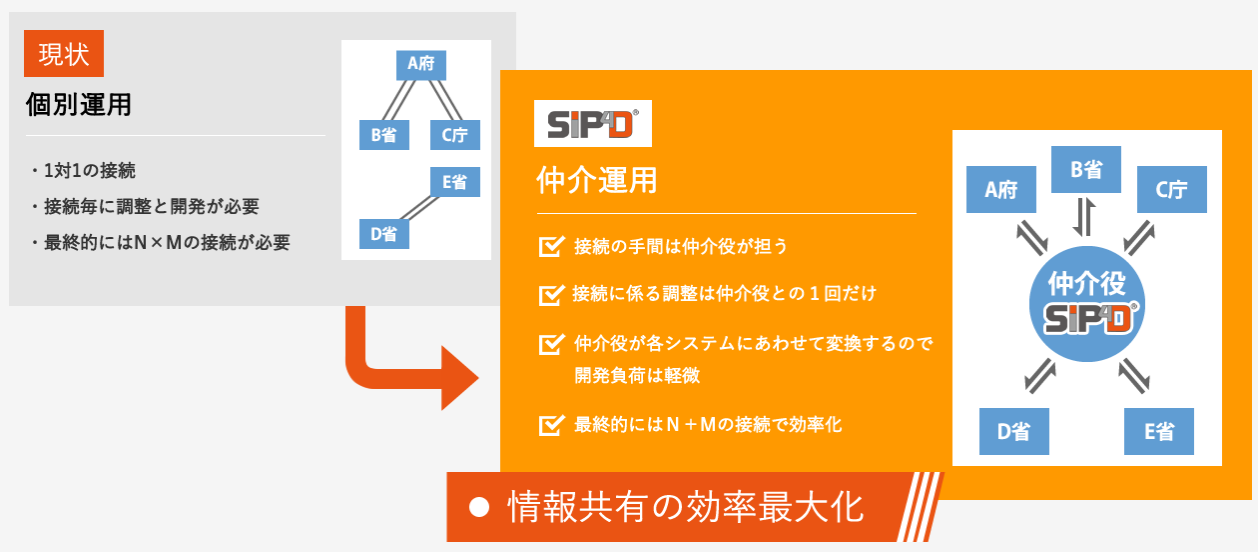 現状
個別運用
・1対1の接続
・接続毎に調整と開発が必要
・最終的にはN×Mの接続が必要
A府
B省
C庁
E省
D省
SIP4D®
仲介運用
接続の手間は仲介役が担う
接続に係る調整は仲介役との１回だけ
仲介役が各システムにあわせて変換するので
開発負荷は軽微
最終的にはＮ＋Ｍの接続で効率化
A府
B省
C庁
仲介役
SIP4D®
D省
E省
● 情報共有の効率最大化